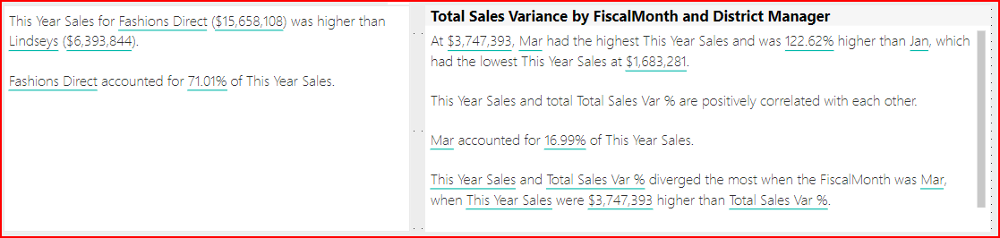 This Year Sales for Fashions Direct ($15,658,108) was higher than
Lindseys ($6,393,844).
Fashions Direct accounted for 71.01% of This Year Sales.
Total Sales Variance by FiscalMonth and District Manager
At $3,747,393, Mar had the highest This Year Sales and was 122.62% higher than Jan, which
had the lowest This Year Sales at $1,683,281.
This Year Sales and total Total Sales Var % are positively correlated with each other.
Mar accounted for 16.99% of This Year Sales.
This Year Sales and Total Sales Var % diverged the most when the FiscalMonth was Mar,
when This Year Sales were $3,747,393 higher than Total Sales Var %.